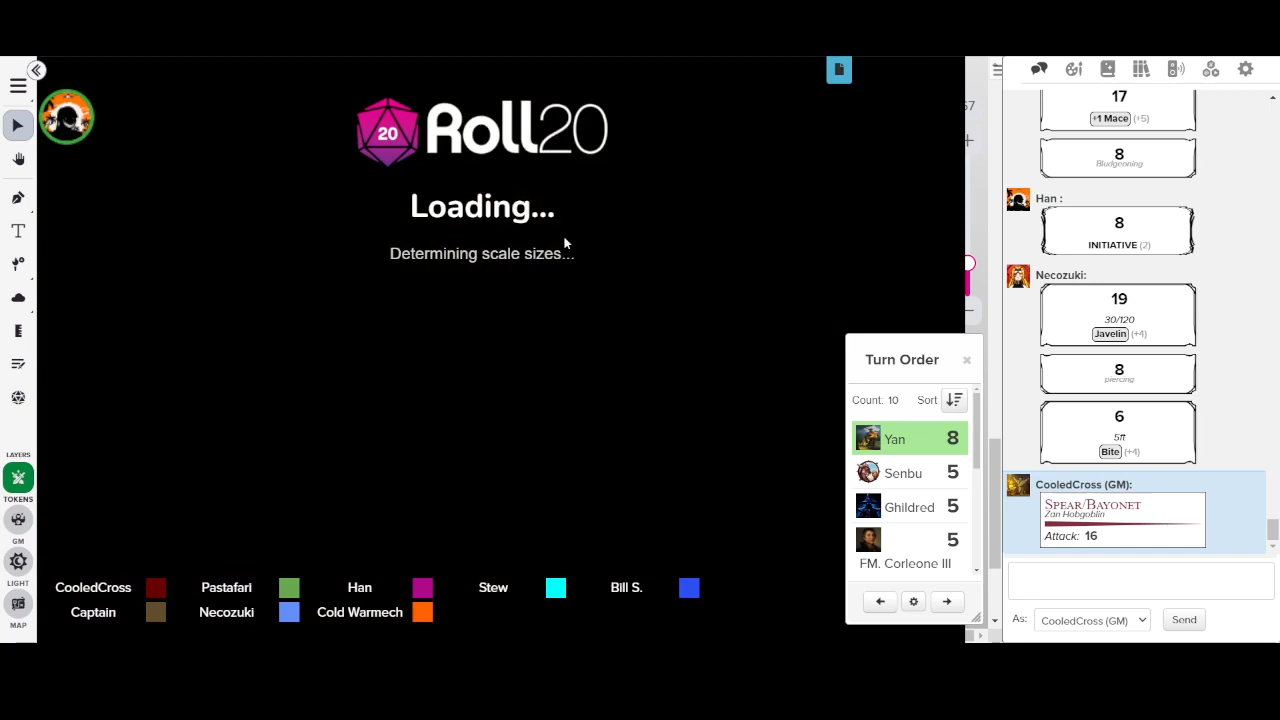 20 Roll20
Loading...
Determining scale sizes...
LAYERS
TOKENS
GM
LIGHT
MAP
CooledCross Pastafari Han Stew Bill S.
Captain Necozuki Cold Warmech
Turn Order ×
Count: 10 Sort
Yan 8
Senbu 5
Ghildred 5
5
FM. Corleone III
17
+1 Mace (+5)
8
Bludgeoning
Han :
8
INITIATIVE (2)
Necozuki:
19
30/120
Javelin (+4)
8
piercing
6
5ft
Bite (+4)
CooledCross (GM):
Spear/Bayonet
Zan Hobgoblin
Attack: 16
As: CooledCross (GM) Send